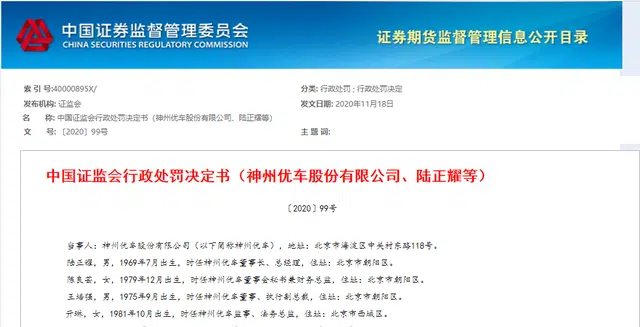 中国证券监督管理委员会
CHINA SECURITIES REGULATORY COMMISSION
证券期货监督管理信息公开目录
索 引 号:40000895X/ 分类: 行政处罚 ; 行政处罚决定
发布机构: 证监会 发文日期: 2020年11月18日
名 称: 中国证监会行政处罚决定书（神州优车股份有限公司、陆正耀等）
文 号:〔2020〕99号 主 题 词:
中国证监会行政处罚决定书（神州优车股份有限公司、陆正耀等）
〔2020〕99号
当事人：神州优车股份有限公司（以下简称神州优车），地址：北京市海淀区中关村东路118号。
陆正耀，男，1969年7月出生，时任神州优车董事长、总经理，住址：北京市朝阳区。
陈良芸，女，1979年12月出生，时任神州优车董事会秘书兼财务总监，住址：北京市朝阳区。
王培强，男，1975年9月出生，时任神州优车董事、执行副总裁，住址：北京市朝阳区。
亓琳，女，1981年10月出生，时任神州优车监事、法务总监，住址：北京市西城区。